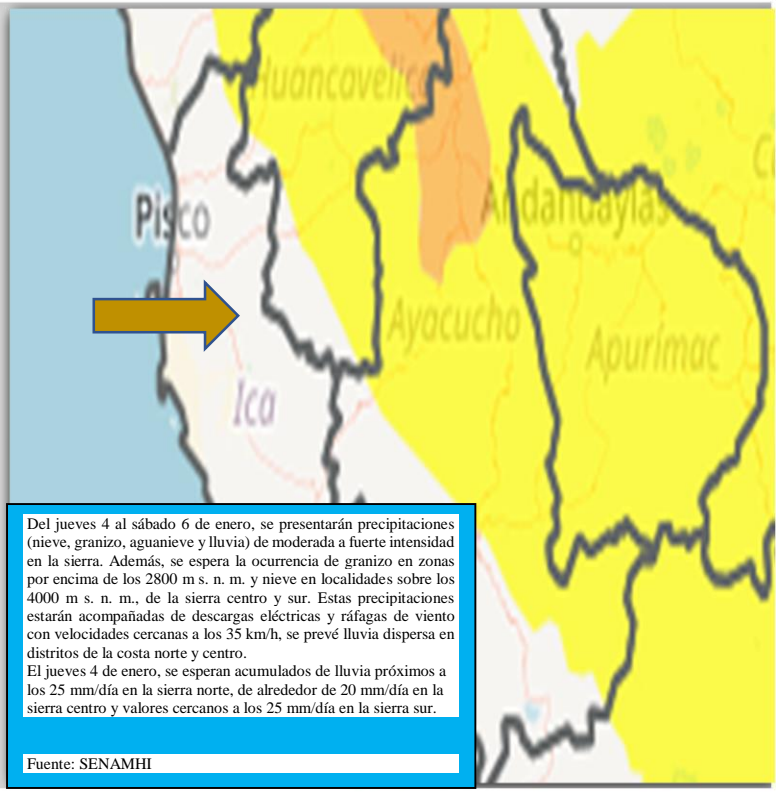 Huancavelica
Pisco
Andahuaylas
Ayacucho
Apurímac
Ica
Del jueves 4 al sábado 6 de enero, se presentarán precipitaciones
(nieve, granizo, aguanieve y lluvia) de moderada a fuerte intensidad
en la sierra. Además, se espera la ocurrencia de granizo en zonas
por encima de los 2800 m s. n. m. y nieve en localidades sobre los
4000 m s. n. m., de la sierra centro y sur. Estas precipitaciones
estarán acompañadas de descargas eléctricas y ráfagas de viento
con velocidades cercanas a los 35 km/h, se prevé lluvia dispersa en
distritos de la costa norte y centro.
El jueves 4 de enero, se esperan acumulados de lluvia próximos a
los 25 mm/día en la sierra norte, de alrededor de 20 mm/día en la
sierra centro y valores cercanos a los 25 mm/día en la sierra sur.
Fuente: SENAMHI